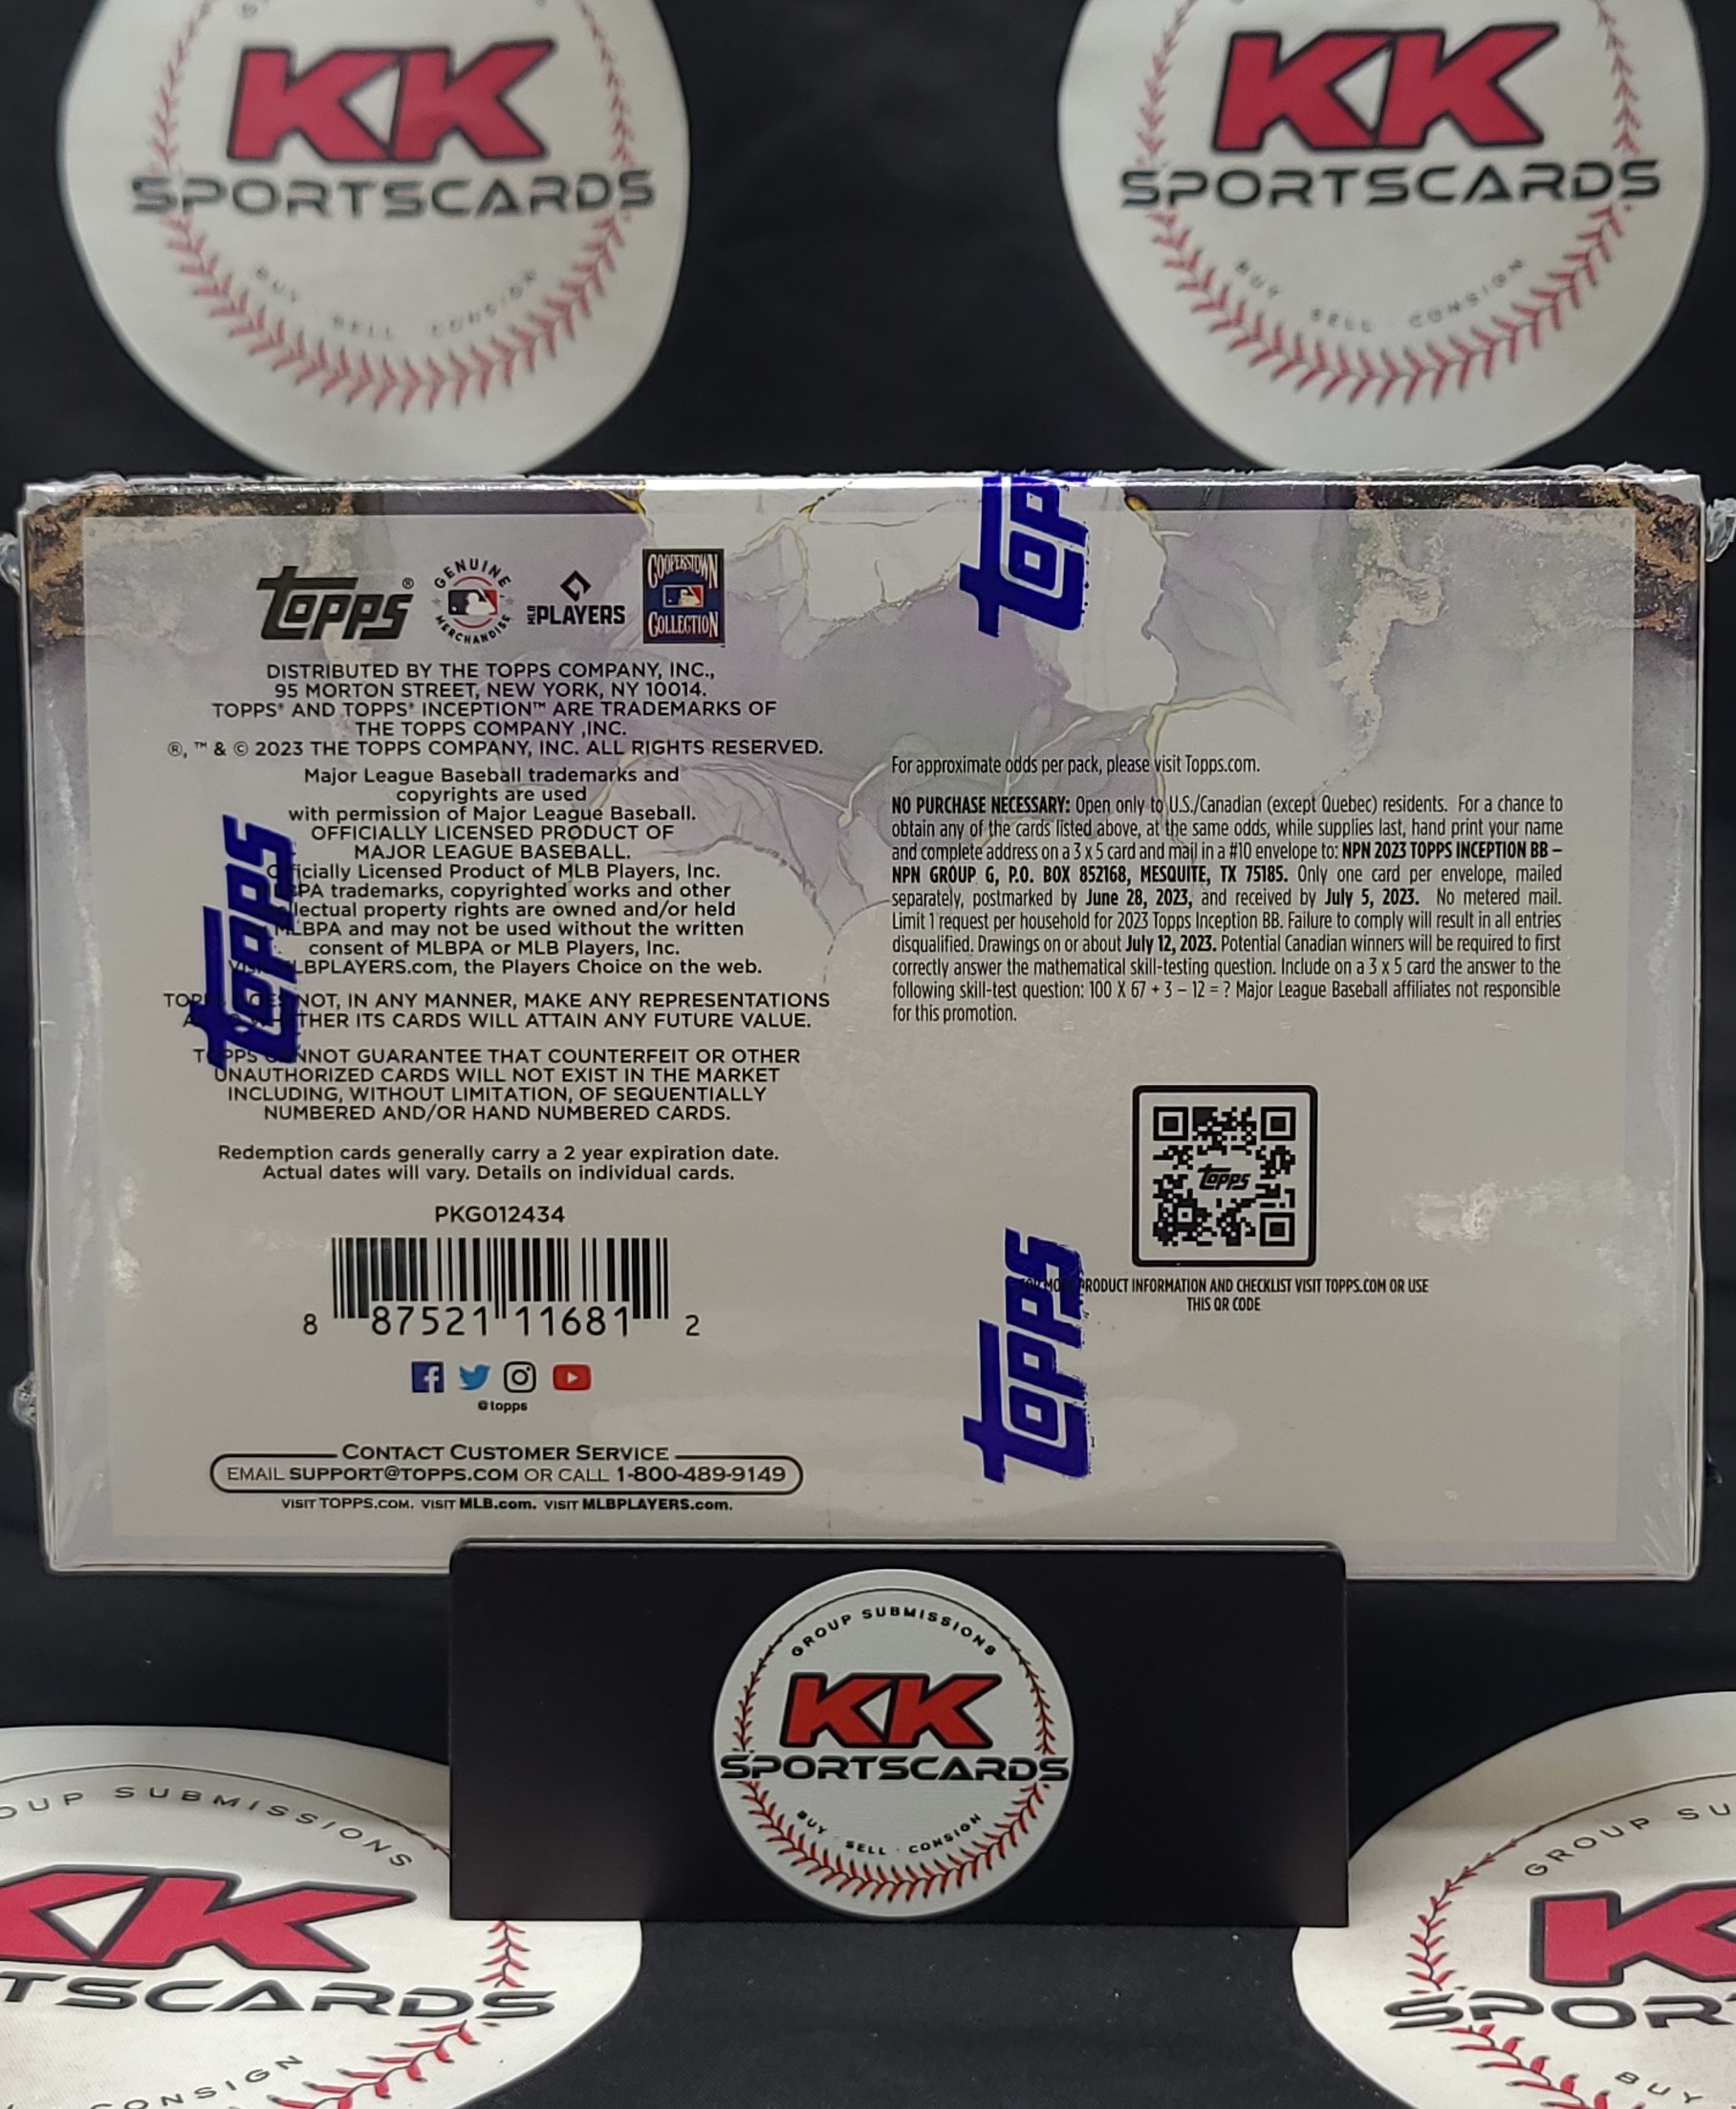 KK
SPORTSCARDS
BUY · SELL · CONSIGN
KK
SPORTSCARDS
BUY · SELL · CONSIGN
TOPPS®
GENUINE MERCHANDISE
MLB PLAYERS
COOPERSTOWN
COLLECTION
TOP
DISTRIBUTED BY THE TOPPS COMPANY, INC.,
95 MORTON STREET, NEW YORK, NY 10014.
TOPPS® AND TOPPS® INCEPTION™ ARE TRADEMARKS OF
THE TOPPS COMPANY ,INC.
®, ™ & © 2023 THE TOPPS COMPANY, INC. ALL RIGHTS RESERVED.
Major League Baseball trademarks and
copyrights are used
with permission of Major League Baseball.
OFFICIALLY LICENSED PRODUCT OF
MAJOR LEAGUE BASEBALL.
Licensed Product of MLB Players, Inc.
trademarks, copyrighted works and other
property rights are owned and/or held
MLBPA and may not be used without the written
consent of MLBPA or MLB Players, Inc.
the Players Choice on the web.
NOT, IN ANY MANNER, MAKE ANY REPRESENTATIONS
ITS CARDS WILL ATTAIN ANY FUTURE VALUE.
TOPPS CANNOT GUARANTEE THAT COUNTERFEIT OR OTHER
UNAUTHORIZED CARDS WILL NOT EXIST IN THE MARKET
INCLUDING, WITHOUT LIMITATION, OF SEQUENTIALLY
NUMBERED AND/OR HAND NUMBERED CARDS.
Redemption cards generally carry a 2 year expiration date.
Actual dates will vary. Details on individual cards.
PKG012434
8 87521 11681 2
@topps
CONTACT CUSTOMER SERVICE
EMAIL SUPPORT@TOPPS.COM OR CALL 1-800-489-9149
VISIT TOPPS.COM. VISIT MLB.com. VISIT MLBPLAYERS.com.
TOPPS
For approximate odds per pack, please visit Topps.com.
NO PURCHASE NECESSARY: Open only to U.S./Canadian (except Quebec) residents. For a chance to
obtain any of the cards listed above, at the same odds, while supplies last, hand print your name
and complete address on a 3 x 5 card and mail in a #10 envelope to: NPN 2023 TOPPS INCEPTION BB –
NPN GROUP G, P.O. BOX 852168, MESQUITE, TX 75185. Only one card per envelope, mailed
separately, postmarked by June 28, 2023, and received by July 5, 2023. No metered mail.
Limit 1 request per household for 2023 Topps Inception BB. Failure to comply will result in all entries
disqualified. Drawings on or about July 12, 2023. Potential Canadian winners will be required to first
correctly answer the mathematical skill-testing question. Include on a 3 x 5 card the answer to the
following skill-test question: 100 X 67 + 3 – 12 = ? Major League Baseball affiliates not responsible
for this promotion.
TOPPS
PRODUCT INFORMATION AND CHECKLIST VISIT TOPPS.COM OR USE
THIS QR CODE
TOPPS
GROUP SUBMISSIONS
KK
SPORTSCARDS
BUY · SELL · CONSIGN
OUP SUBMISSIONS
KK
TSCARDS
CONSIGN
GROUP SU
K
SPOR
BUY